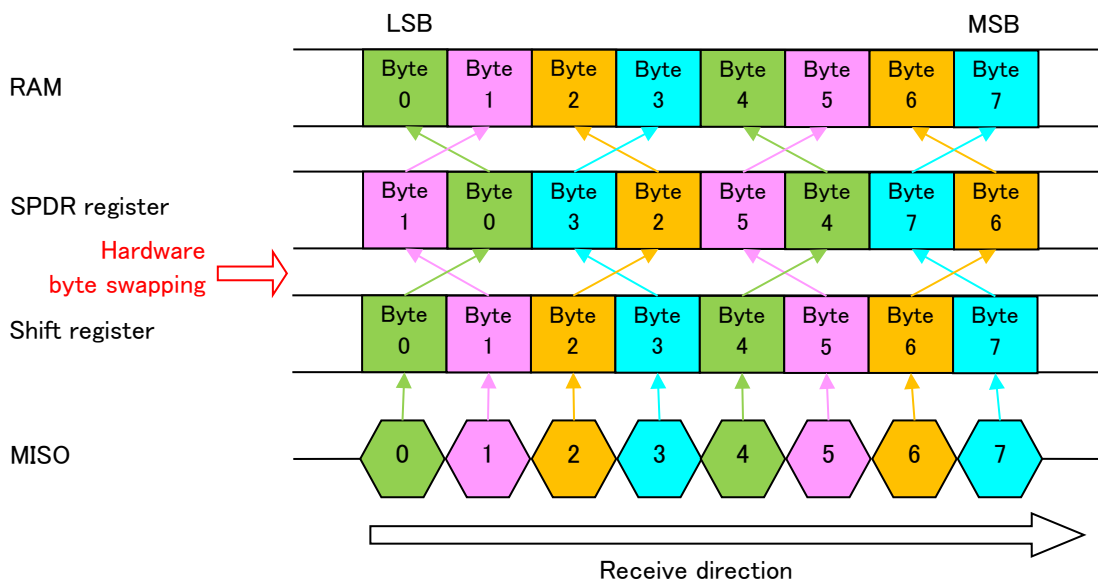 LSB MSB
RAM
Byte Byte Byte Byte Byte Byte Byte Byte
0 1 2 3 4 5 6 7
SPDR register
Byte Byte Byte Byte Byte Byte Byte Byte
1 0 3 2 5 4 7 6
Hardware
byte swapping
Shift register
Byte Byte Byte Byte Byte Byte Byte Byte
0 1 2 3 4 5 6 7
MISO
0 1 2 3 4 5 6 7
Receive direction